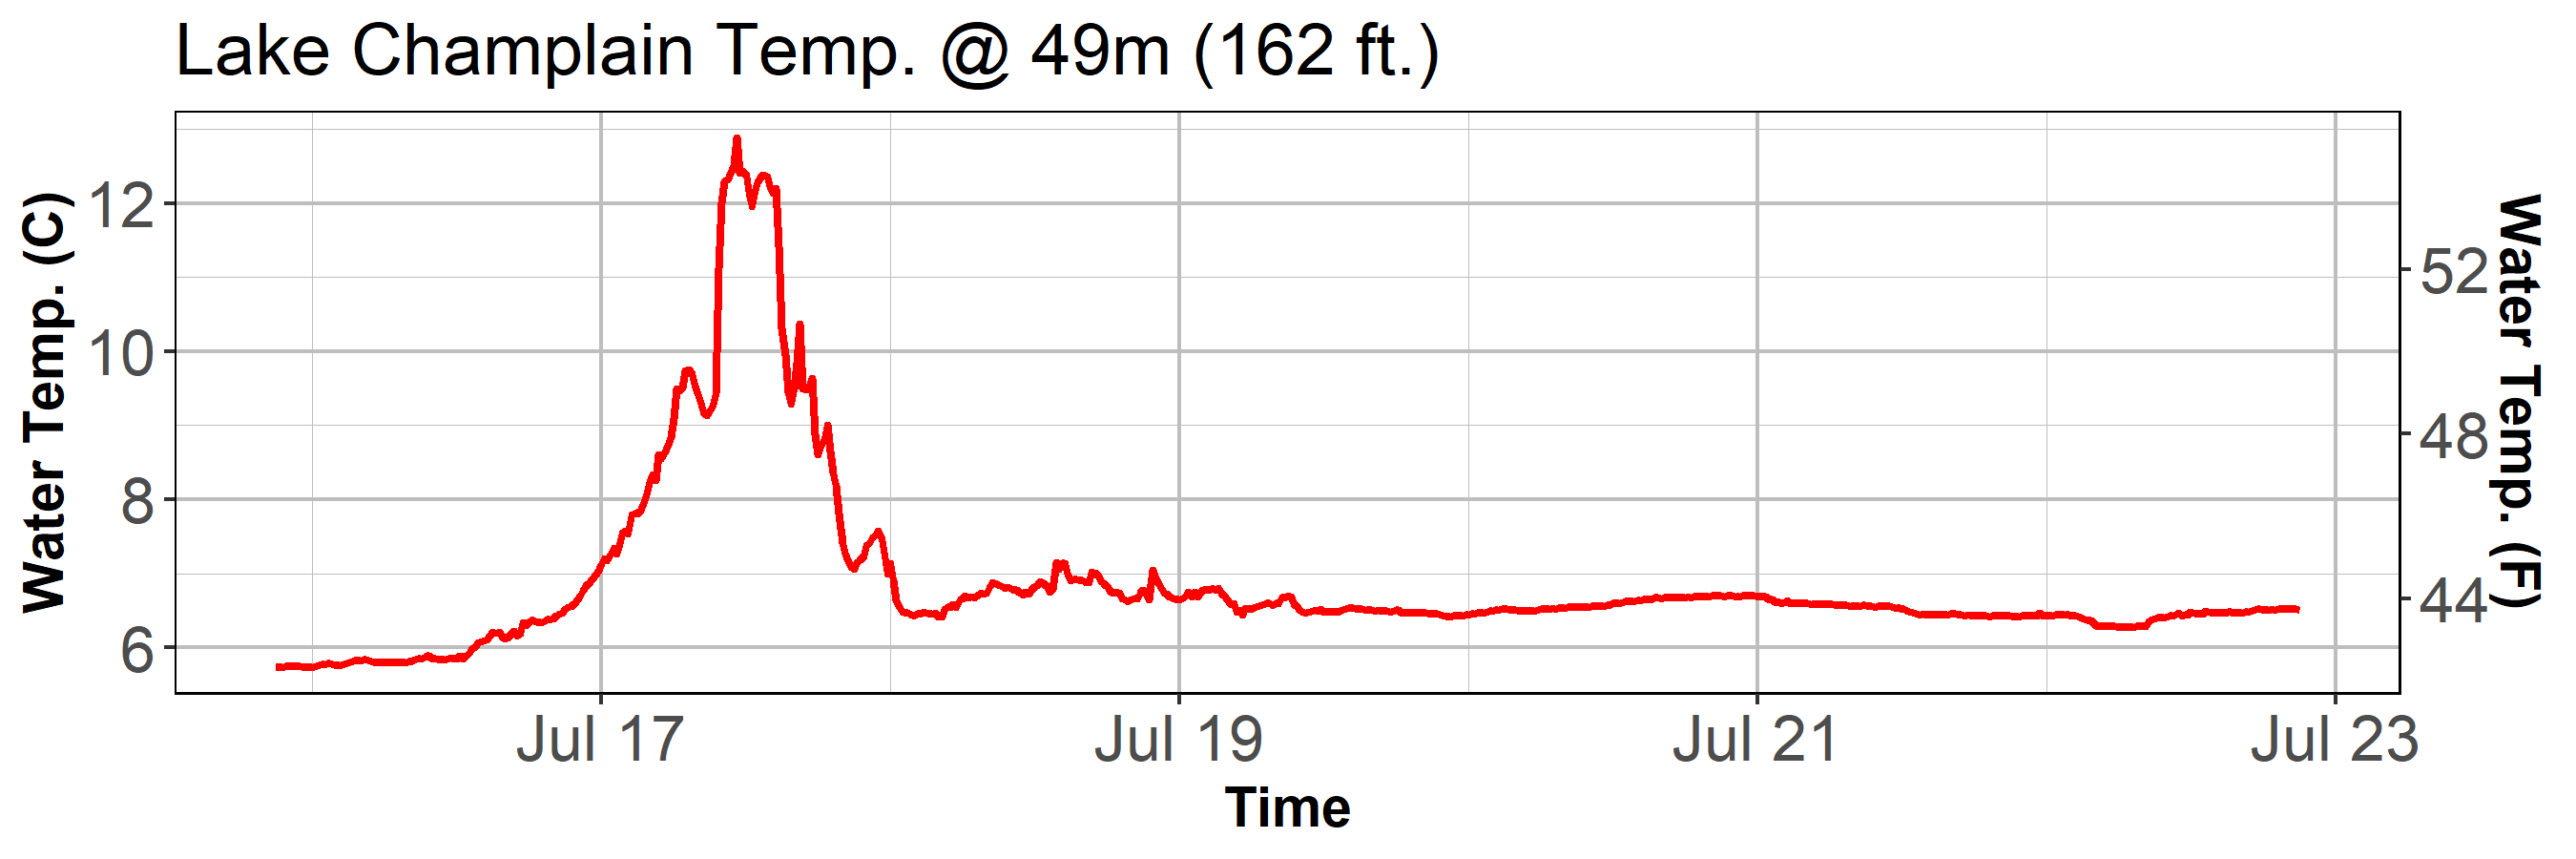 Lake Champlain Temp. @ 49m (162 ft.)
Water Temp. (C)
12
10
8
6
52
48
44
Water Temp. (F)
Jul 17 Jul 19 Jul 21 Jul 23
Time